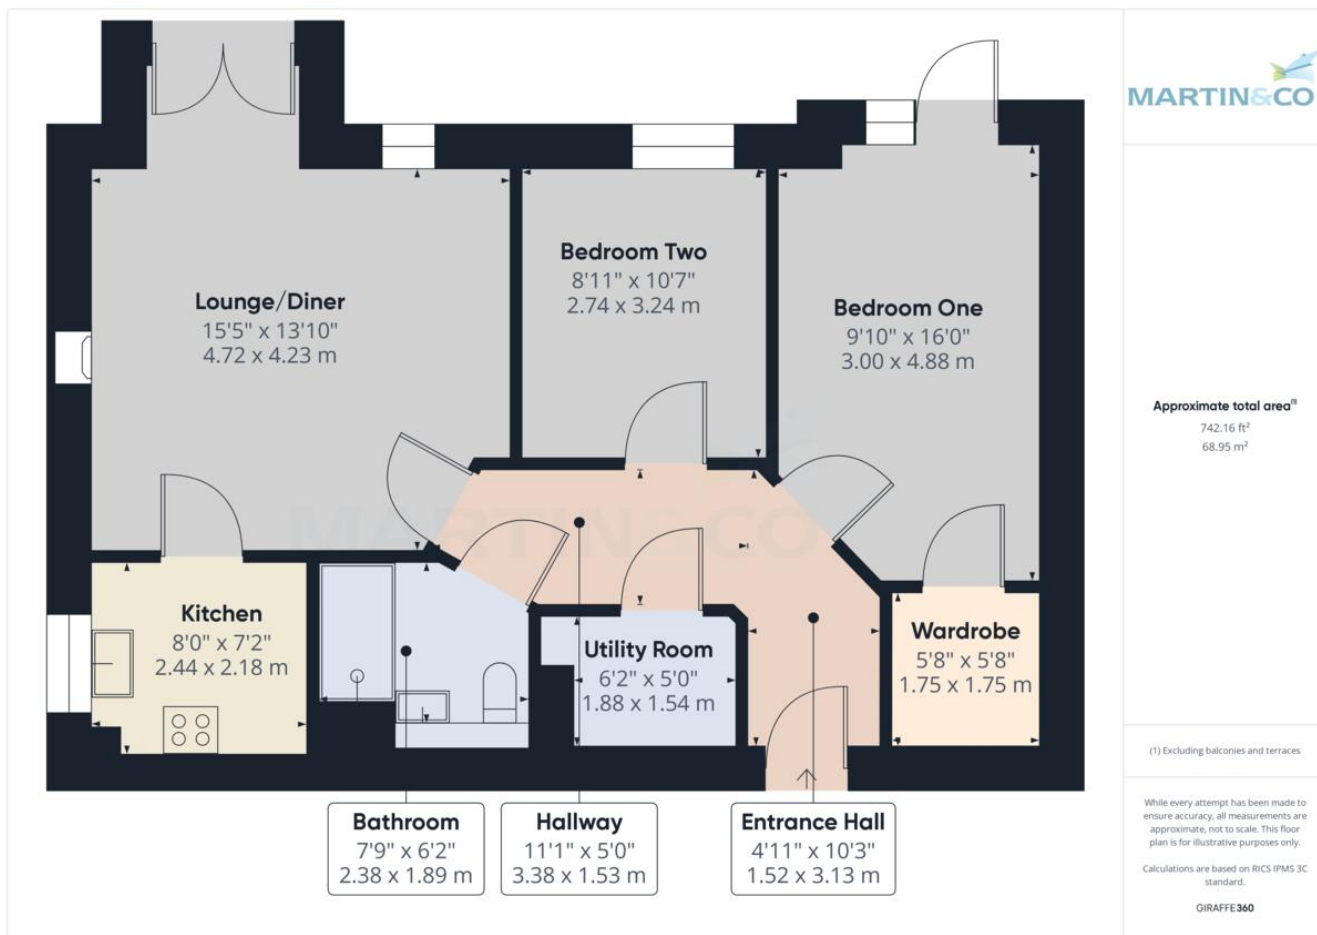 MARTIN&CO
Lounge/Diner
15'5" x 13'10"
4.72 x 4.23 m
Bedroom Two
8'11" x 10'7"
2.74 x 3.24 m
Bedroom One
9'10" x 16'0"
3.00 x 4.88 m
MARTIN&CO
Kitchen
8'0" x 7'2"
2.44 x 2.18 m
Utility Room
6'2" x 5'0"
1.88 x 1.54 m
Wardrobe
5'8" x 5'8"
1.75 x 1.75 m
Bathroom
7'9" x 6'2"
2.38 x 1.89 m
Hallway
11'1" x 5'0"
3.38 x 1.53 m
Entrance Hall
4'11" x 10'3"
1.52 x 3.13 m
Approximate total area⁽¹⁾
742.16 ft²
68.95 m²
(1) Excluding balconies and terraces
While every attempt has been made to
ensure accuracy, all measurements are
approximate, not to scale. This floor
plan is for illustrative purposes only.
Calculations are based on RICS IPMS 3C
standard.
GIRAFFE360